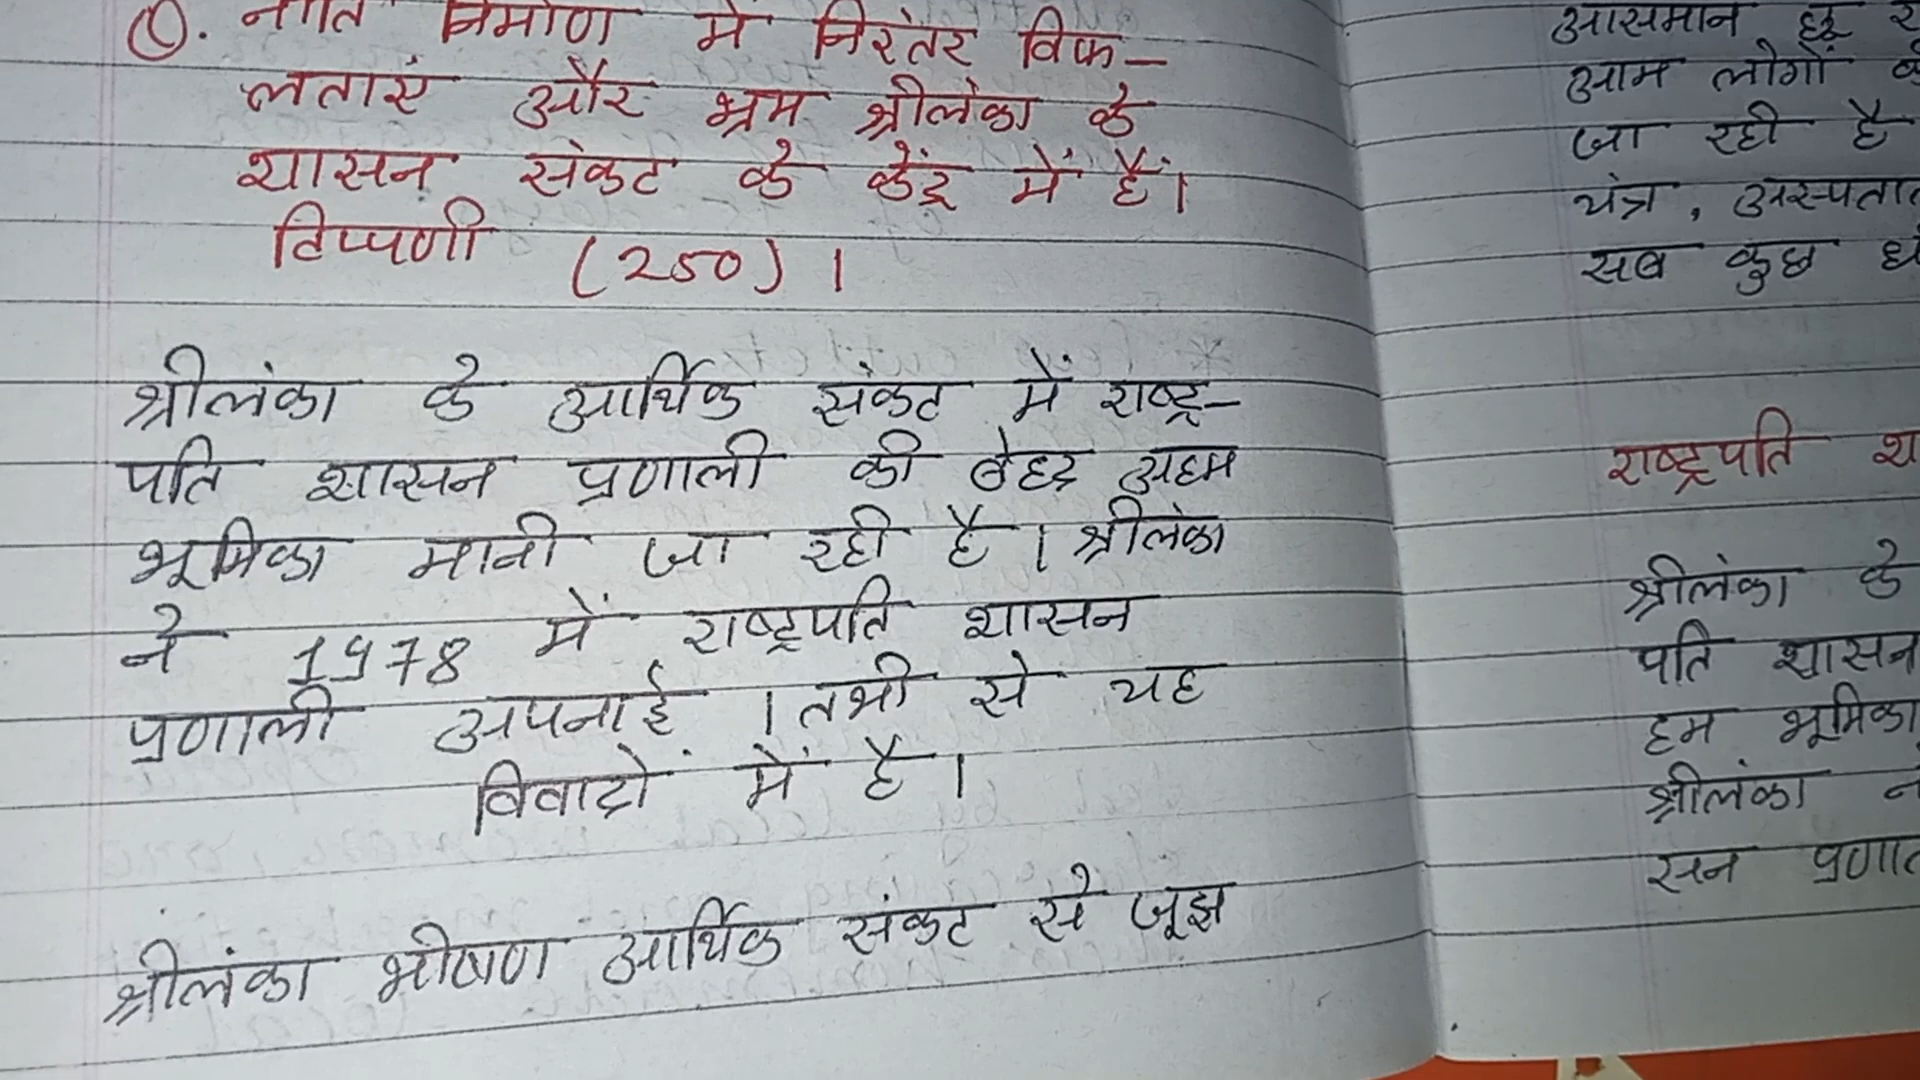 Q. नीति निर्माण में निरंतर विफ-
लताएं और भ्रम श्रीलंका के
शासन संकट के केंद्र में हैं।
टिप्पणी (250)।
श्रीलंका के आर्थिक संकट में राष्ट्र-
पति शासन प्रणाली की बेहद अहम
भूमिका मानी जा रही है। श्रीलंका
ने 1978 में राष्ट्रपति शासन
प्रणाली अपनाई। तभी से यह
विवादो में है।
श्रीलंका भीषण आर्थिक संकट से जूझ
आसमान छू
आम लोगों
जा रही है
यंत्र, अस्पताल
सब कुछ
राष्ट्रपति शा
श्रीलंका के
पति शासन
हम भूमिका
श्रीलंका ने
सन प्रणाल